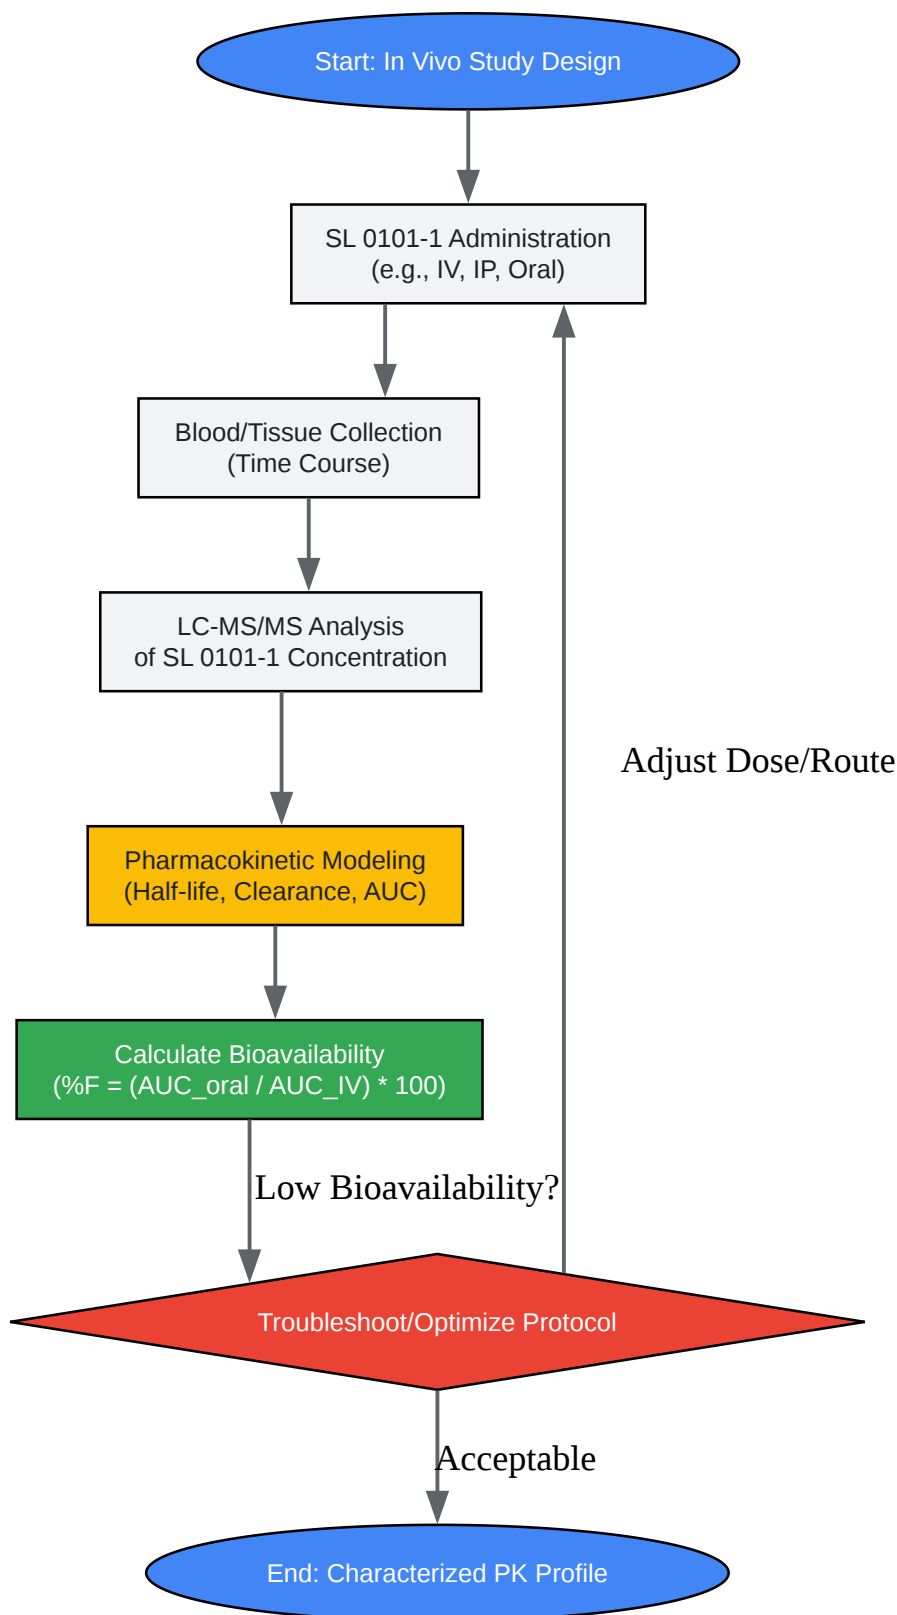 Start: In Vivo Study Design
SL 0101-1 Administration
(e.g., IV, IP, Oral)
Blood/Tissue Collection
(Time Course)
LC-MS/MS Analysis
of SL 0101-1 Concentration
Adjust Dose/Route
Pharmacokinetic Modeling
(Half-life, Clearance, AUC)
Calculate Bioavailability
(%F = (AUC_oral / AUC_IV) * 100)
Low Bioavailability?
Troubleshoot/Optimize Protocol
Acceptable
End: Characterized PK Profile